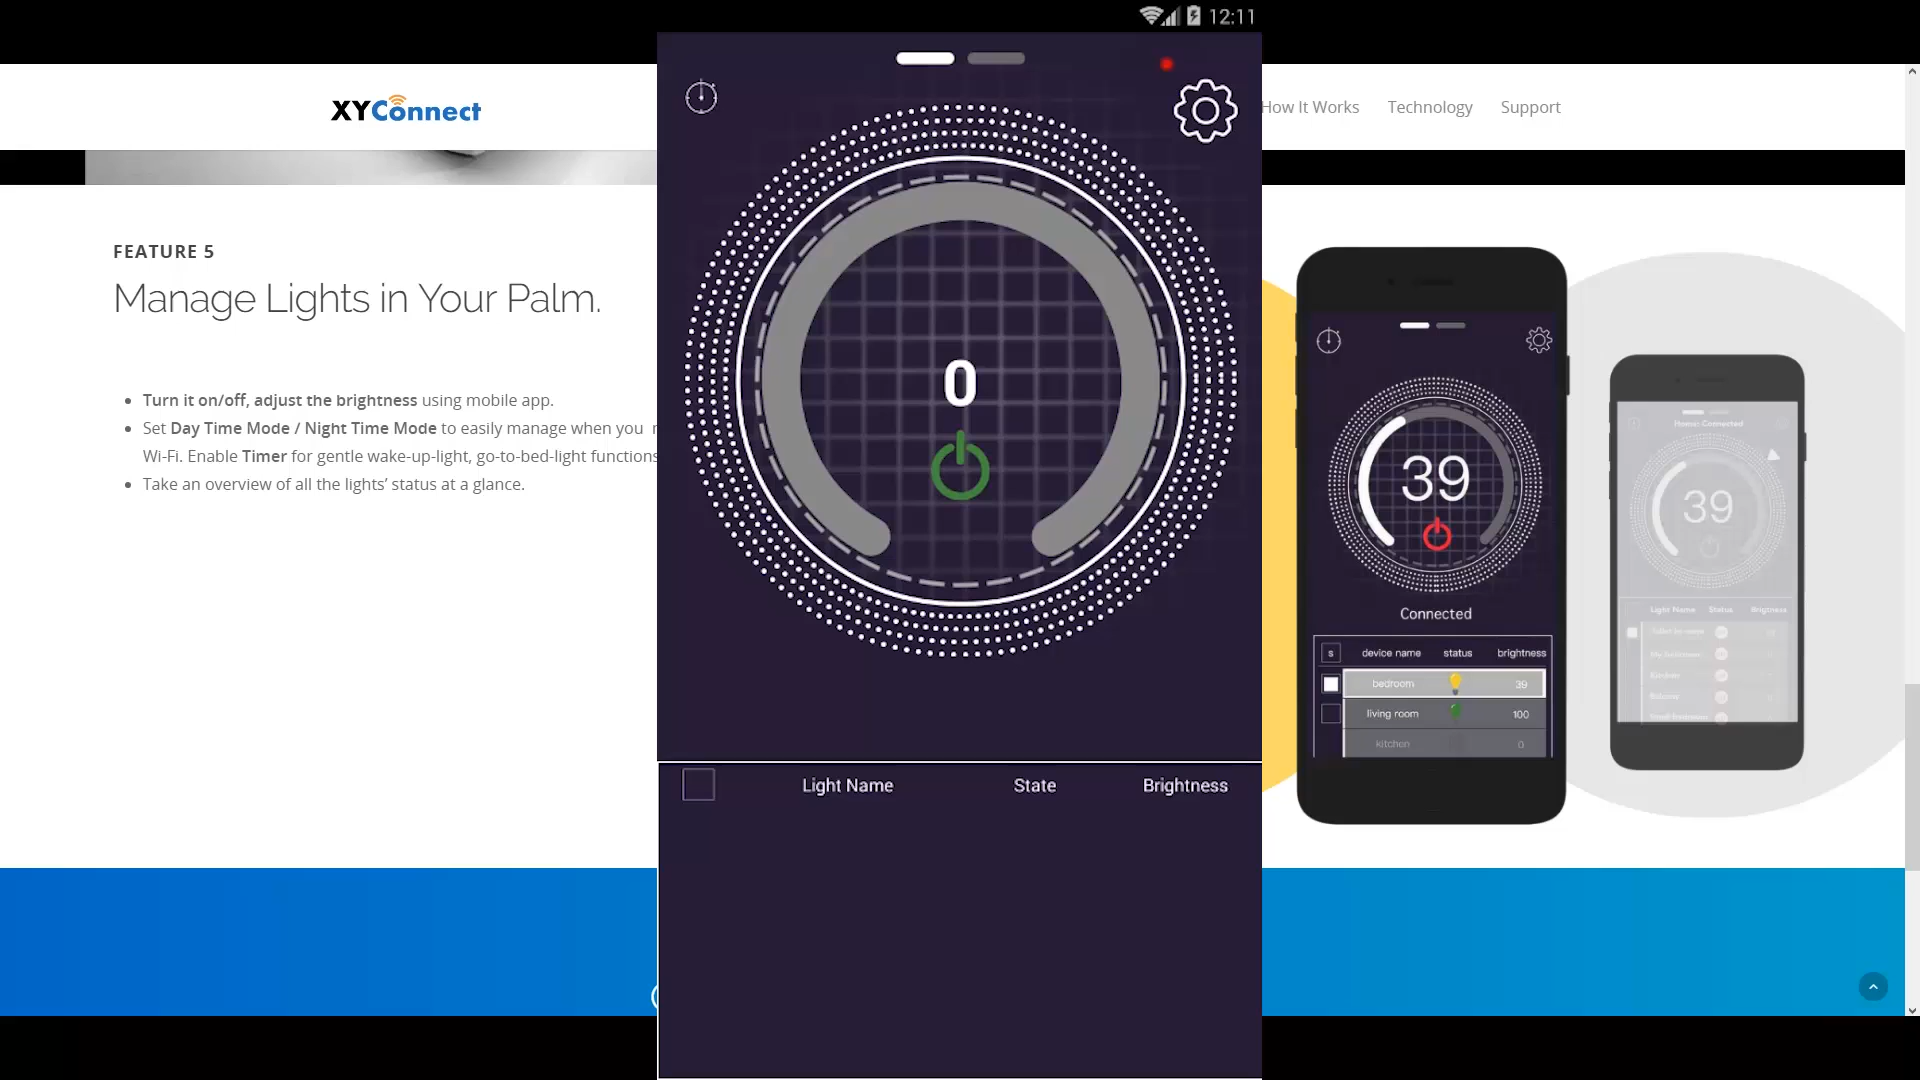 12:11
XYConnect
How It Works Technology Support
FEATURE 5
Manage Lights in Your Palm.
Turn it on/off, adjust the brightness using mobile app.
Set Day Time Mode / Night Time Mode to easily manage when you
Wi-Fi. Enable Timer for gentle wake-up-light, go-to-bed-light functions
Take an overview of all the lights’ status at a glance.
0
Light Name State Brightness
39
Connected
s device name status brightness
bedroom 39
living room 100
kitchen 0
39
Light Name Status